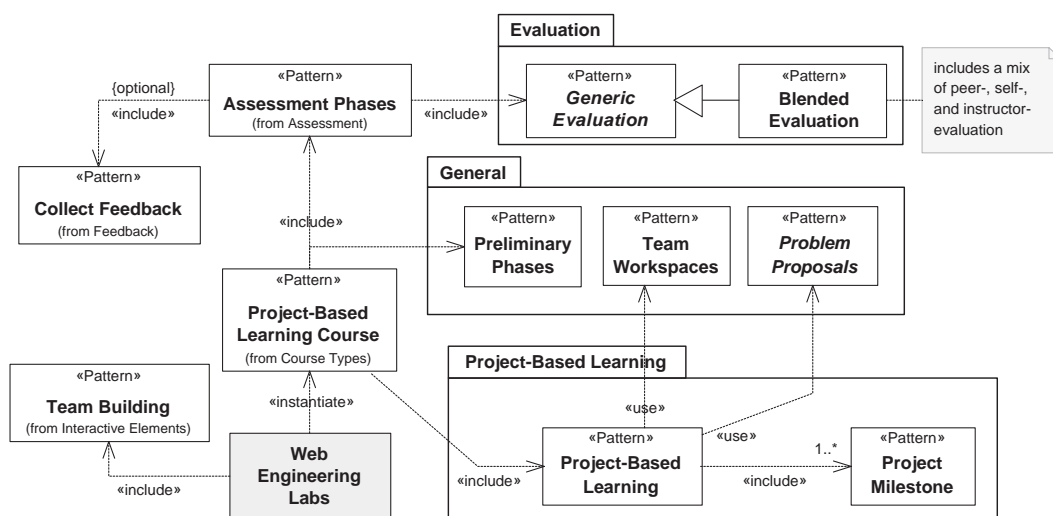 Evaluation
«Pattern»
Assessment Phases
(from Assessment)
{optional}
«include»
«include»
«Pattern»
Generic
Evaluation
«Pattern»
Blended
Evaluation
includes a mix
of peer-, self-,
and instructor-
evaluation
«Pattern»
Collect Feedback
(from Feedback)
General
«include»
«Pattern»
Preliminary
Phases
«Pattern»
Team
Workspaces
«Pattern»
Problem
Proposals
«Pattern»
Project-Based
Learning Course
(from Course Types)
Project-Based Learning
«Pattern»
Team Building
(from Interactive Elements)
«instantiate»
«use»
«use»
Web
Engineering
Labs
«include»
«include»
«Pattern»
Project-Based
Learning
1..*
«include»
«Pattern»
Project
Milestone